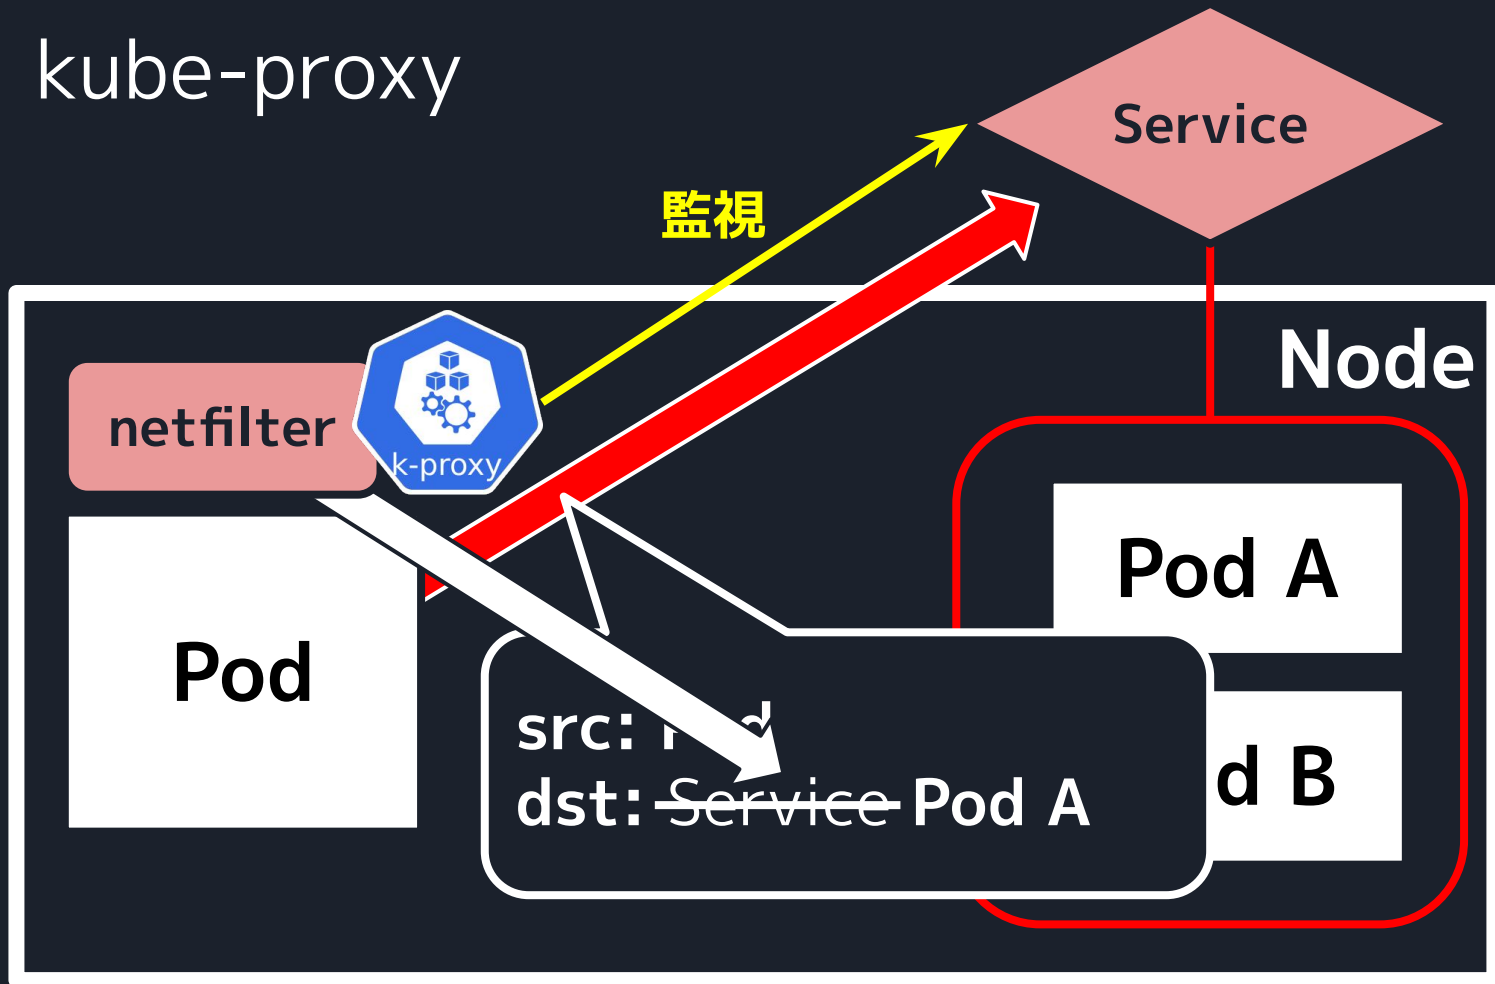 kube-proxy
Service
監視
Node
netfilter
k-proxy
Pod A
Pod
src:
dst: Service Pod A
d B